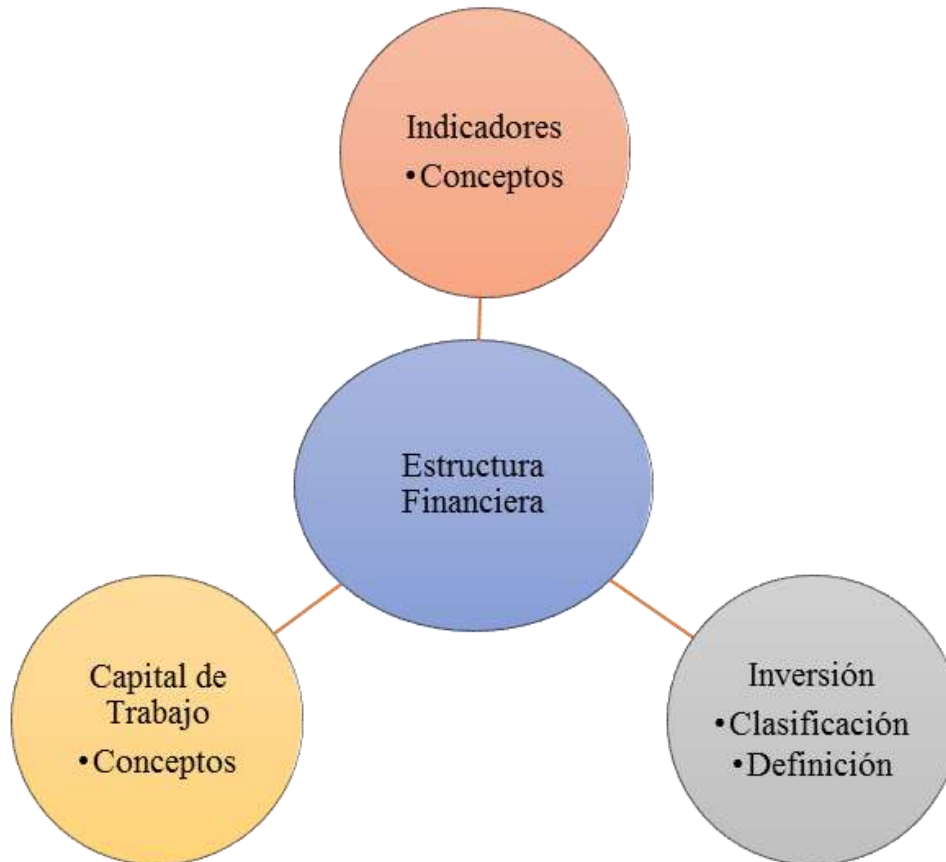 Indicadores
•Conceptos
Estructura
Financiera
Capital de
Trabajo
•Conceptos
Inversión
•Clasificación
•Definición